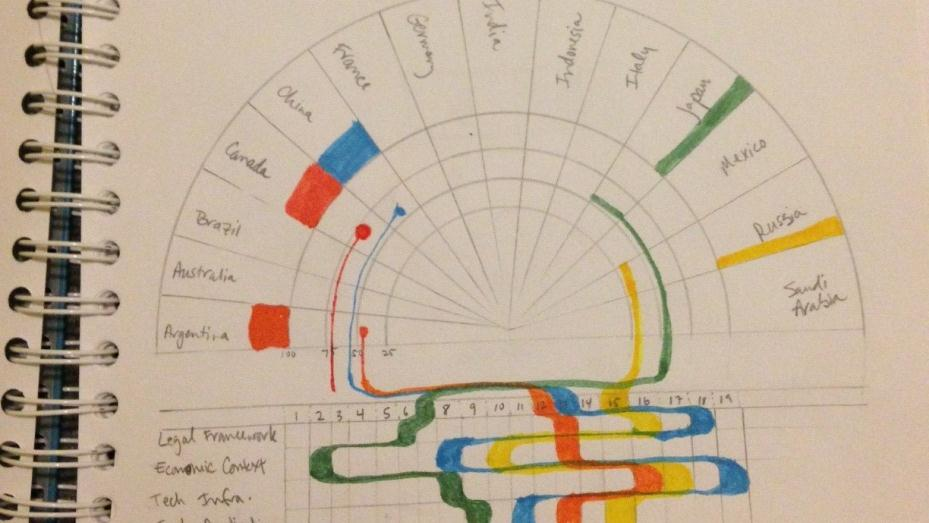 Argentina
Australia
Brazil
Canada
China
France
Germany
India
Indonesia
Italy
Japan
Mexico
Russia
Saudi
Arabia
100 75 50 25
1 2 3 4 5 6 8 9 10 11 12 13 14 15 16 17 18 19
Legal Framework
Economic Context
Tech Infra.